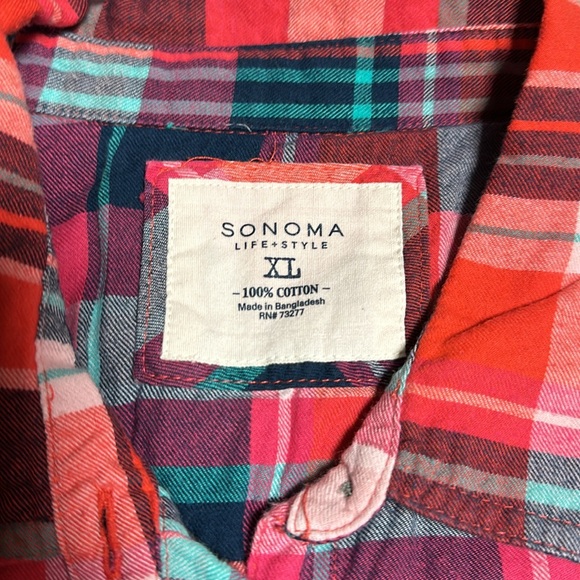 SONOMA
LIFE+STYLE
XL
- 100% COTTON -
Made in Bangladesh
RN# 73277